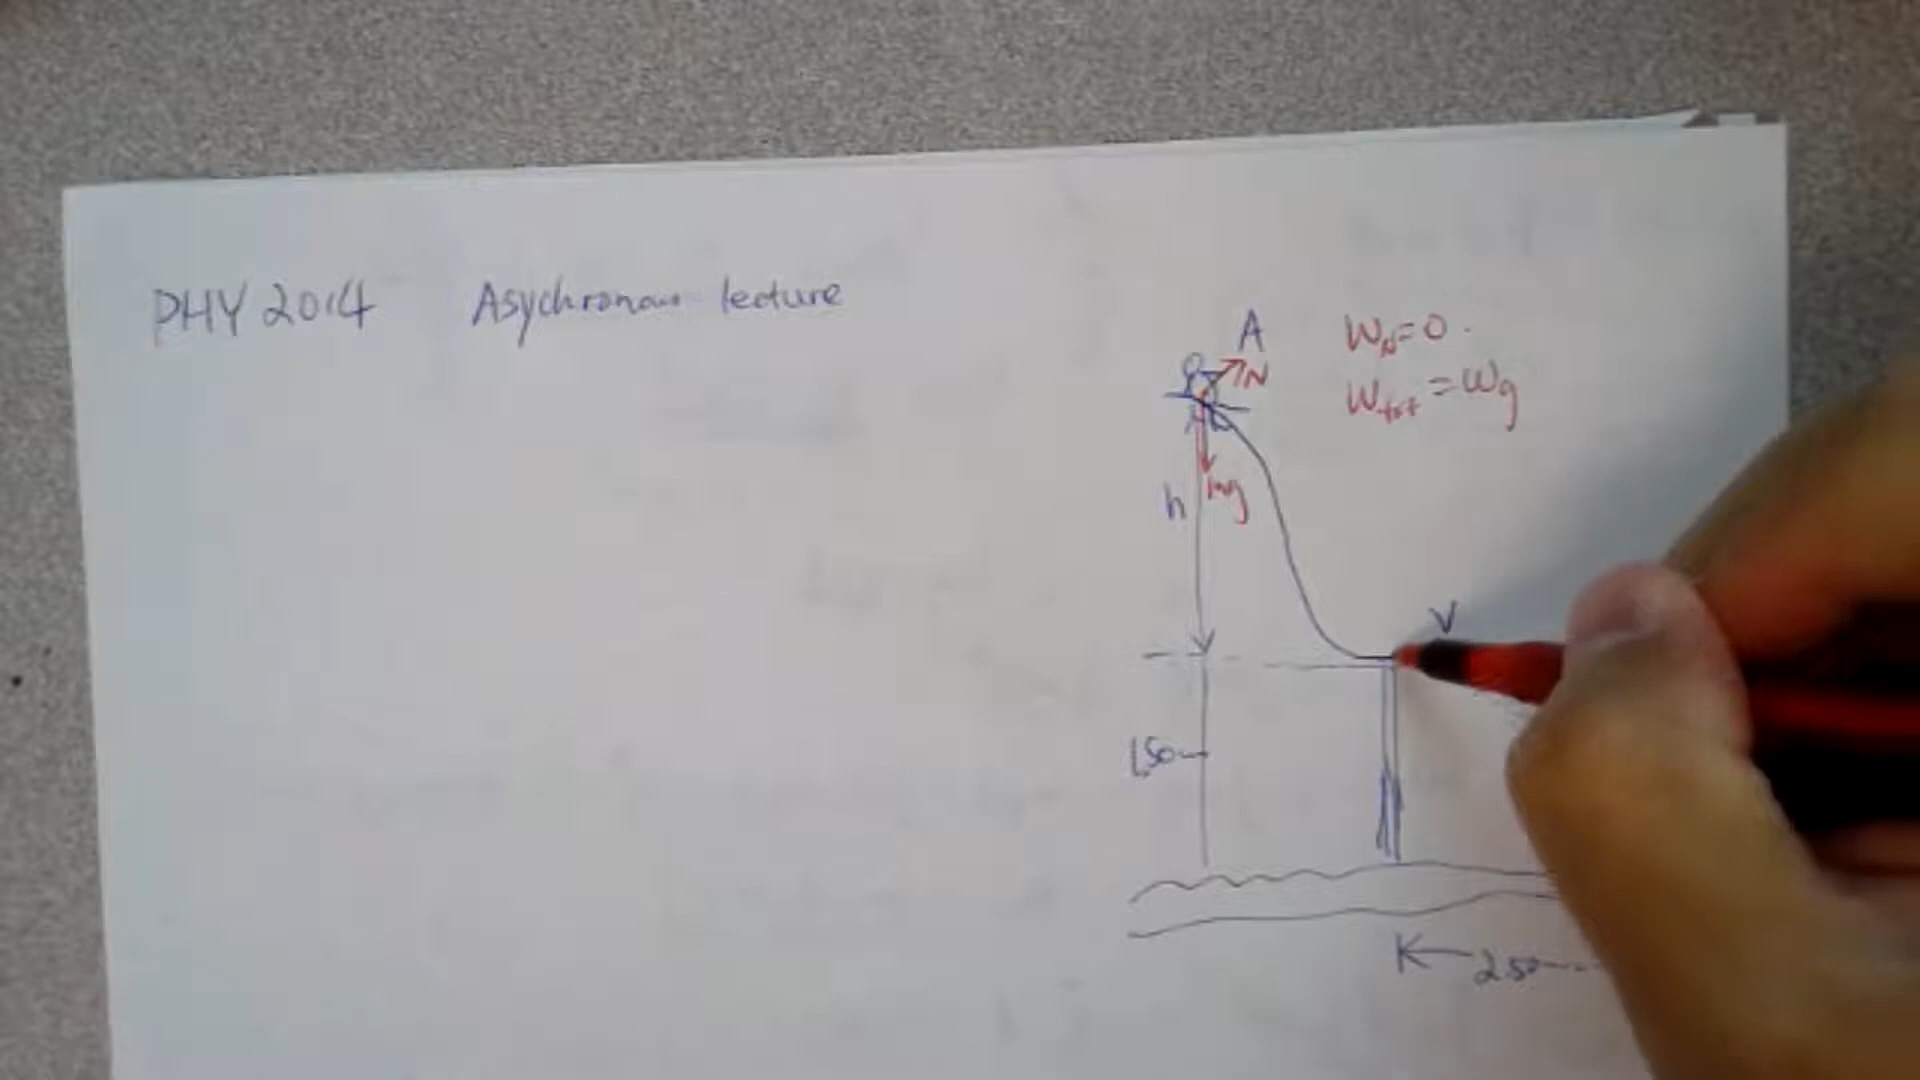 PHY 2014 Asychronous lecture
A
N
W_N = 0.
W_tot = W_g
mg
h
V
1.50
2.50